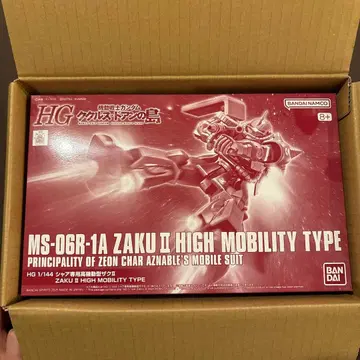 機動戦士ガンダム
HG ククルス・ドアンの島
BANDAI NAMCO
8+
MS-06R-1A ZAKU II HIGH MOBILITY TYPE
PRINCIPALITY OF ZEON CHAR AZNABLE'S MOBILE SUIT
HG 1/144 シャア専用高機動型ザクII
ZAKU II HIGH MOBILITY TYPE
BANDAI